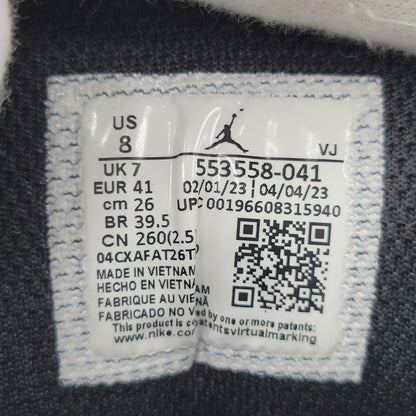 US
8
VJ
UK 7
553558-041
EUR 41
02/01/23 04/04/23
cm 26
UPC 00196608315940
BR 39.5
CN 260(2.5)
04CXAFAT26T
MADE IN VIETNAM
HECHO EN VIETNAM
FABRIQUE AU VIETNAM
FABRICADO NO
This product is by one or more patents
www.nike.com/patentsvirtualmarking